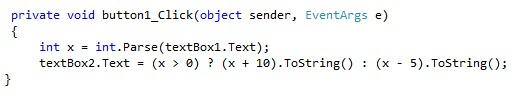 private void button1_Click(object sender, EventArgs e)
{
int x = int.Parse(textBox1.Text);
textBox2.Text = (x > 0) ? (x + 10).ToString() : (x - 5).ToString();
}